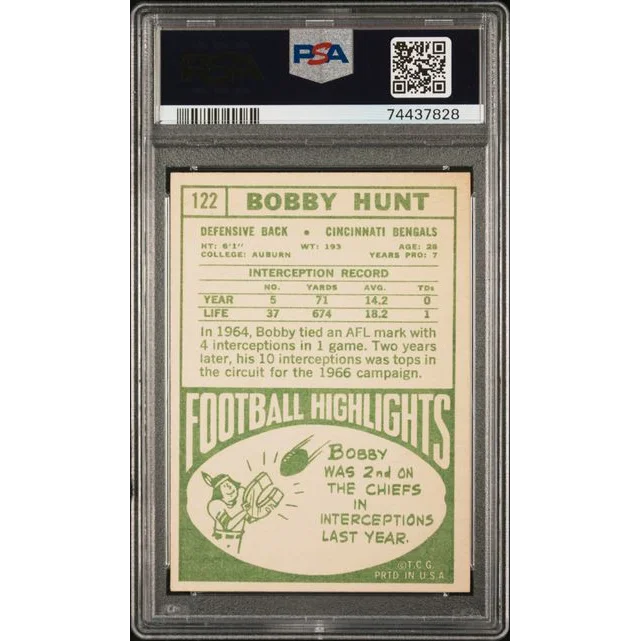 PSA
74437828
122 BOBBY HUNT
DEFENSIVE BACK • CINCINNATI BENGALS
HT: 6'1" WT: 193 AGE: 28
COLLEGE: AUBURN YEARS PRO: 7
INTERCEPTION RECORD
NO. YARDS AVG. TDs
YEAR 5 71 14.2 0
LIFE 37 674 18.2 1
In 1964, Bobby tied an AFL mark with
4 interceptions in 1 game. Two years
later, his 10 interceptions was tops in
the circuit for the 1966 campaign.
FOOTBALL HIGHLIGHTS
BOBBY
WAS 2nd ON
THE CHIEFS
IN
INTERCEPTIONS
LAST YEAR.
©T.C.G.
PRTD IN U.S.A.